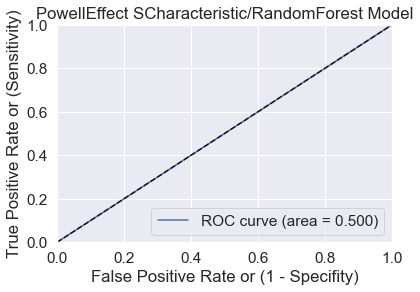 PowellEffect SCharacteristic/RandomForest Model
True Positive Rate or (Sensitivity)
1.0
0.8
0.6
0.4
0.2
0.0
ROC curve (area = 0.500)
0.0 0.2 0.4 0.6 0.8 1.0
False Positive Rate or (1 - Specifity)